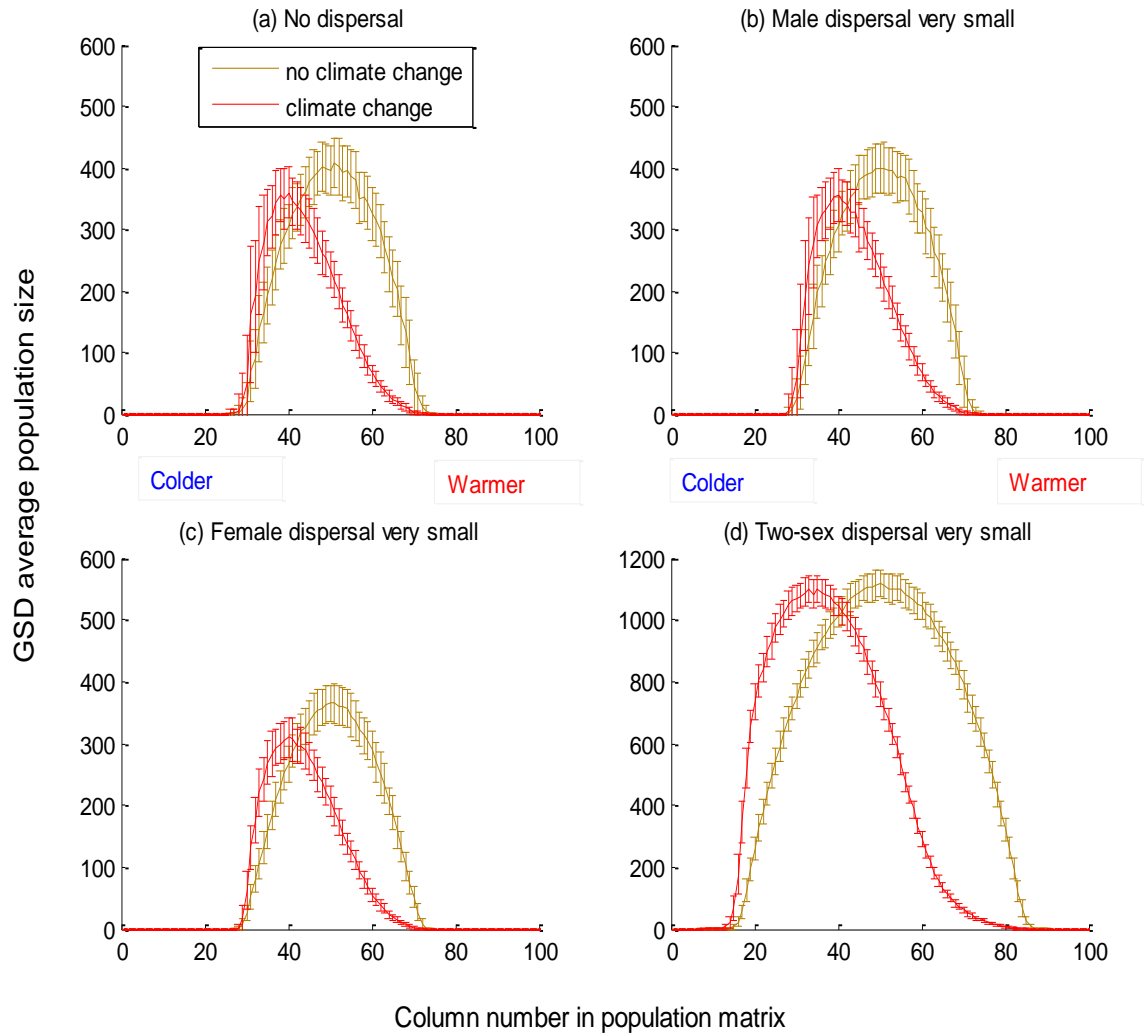 (a) No dispersal
600
500
400
300
200
100
0
no climate change
climate change
0 20 40 60 80 100
Colder Warmer
(b) Male dispersal very small
600
500
400
300
200
100
0
0 20 40 60 80 100
Colder Warmer
(c) Female dispersal very small
600
500
400
300
200
100
0
0 20 40 60 80 100
(d) Two-sex dispersal very small
1200
1000
800
600
400
200
0
0 20 40 60 80 100
GSD average population size
Column number in population matrix